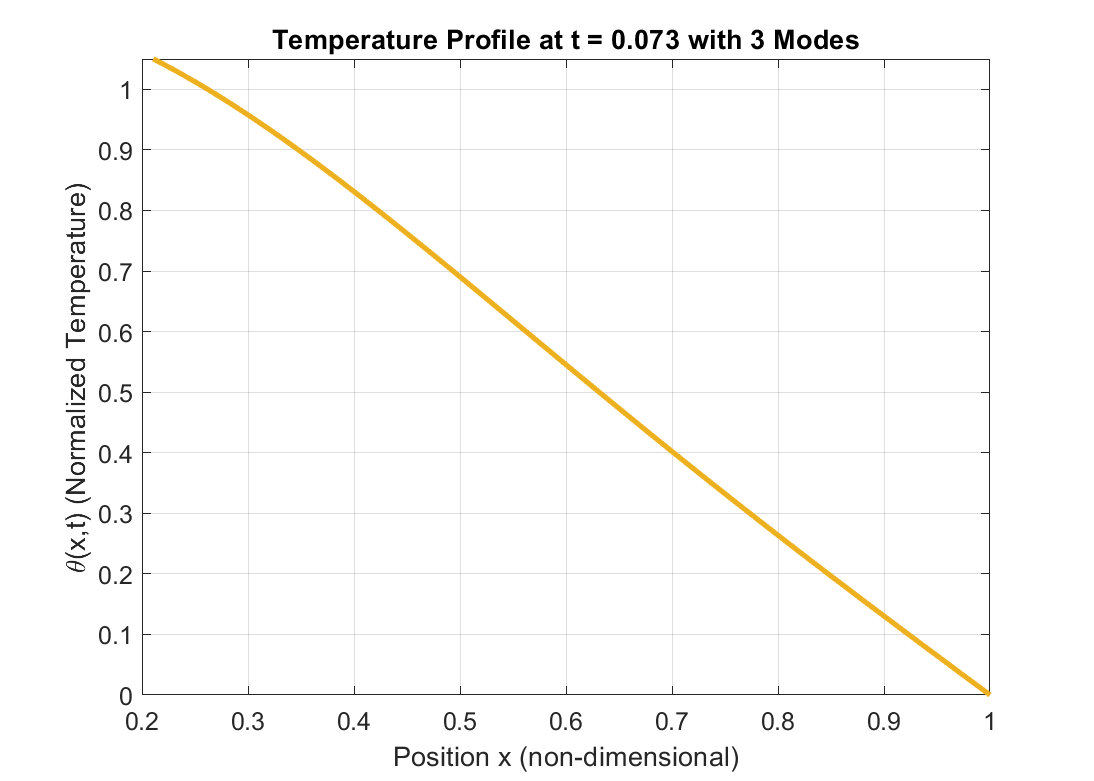 Temperature Profile at t = 0.073 with 3 Modes
θ(x,t) (Normalized Temperature)
1
0.9
0.8
0.7
0.6
0.5
0.4
0.3
0.2
0.1
0
0.2 0.3 0.4 0.5 0.6 0.7 0.8 0.9 1
Position x (non-dimensional)